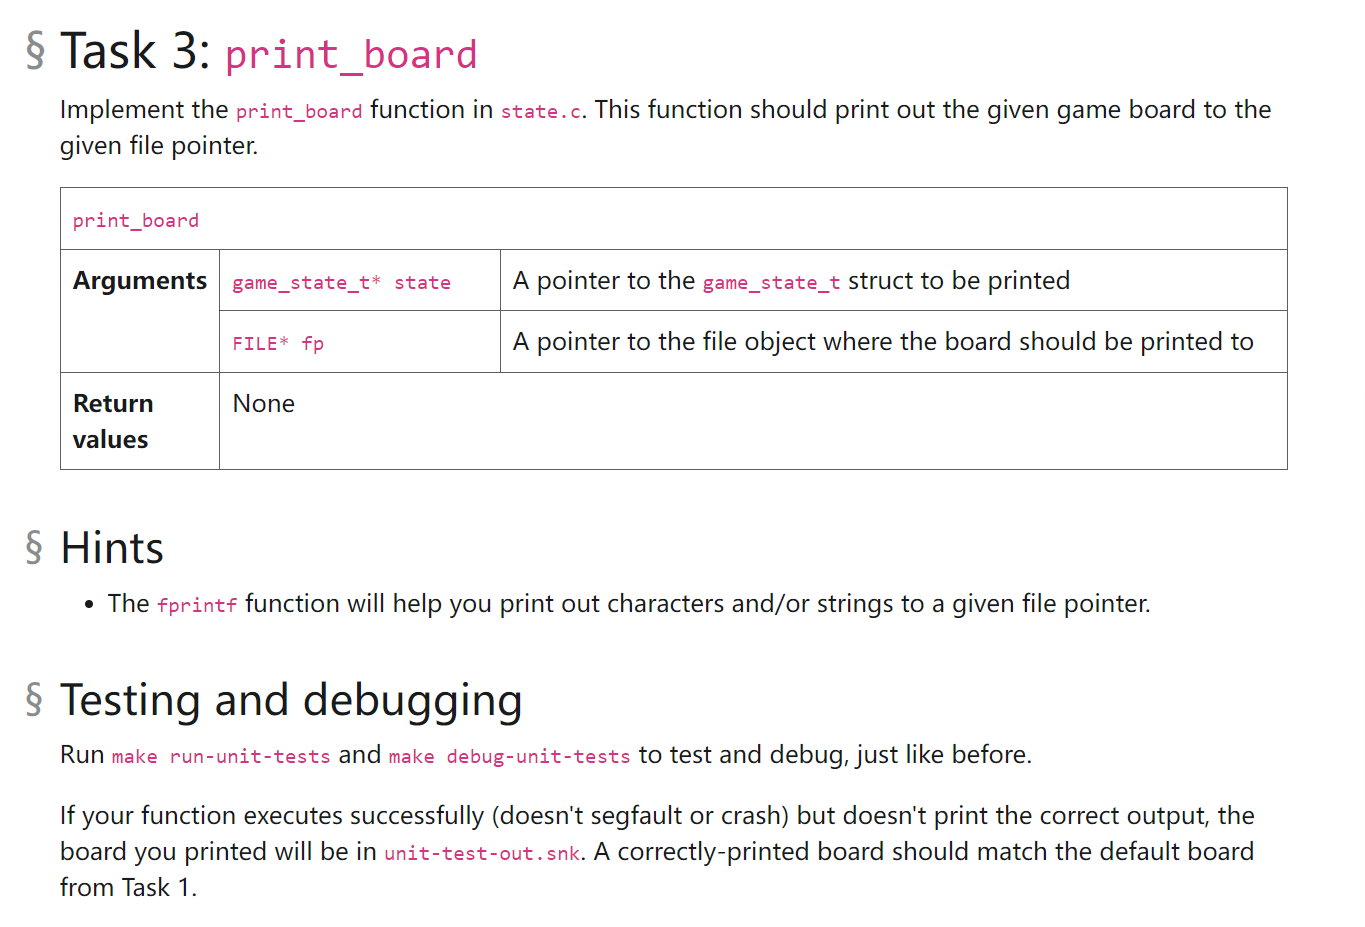 § Task 3: print_board
Implement the print_board function in state.c. This function should print out the given game board to the
given file pointer.
print_board
Arguments game_state_t* state A pointer to the game_state_t struct to be printed
FILE* fp A pointer to the file object where the board should be printed to
Return None
values
§ Hints
• The fprintf function will help you print out characters and/or strings to a given file pointer.
§ Testing and debugging
Run make run-unit-tests and make debug-unit-tests to test and debug, just like before.
If your function executes successfully (doesn't segfault or crash) but doesn't print the correct output, the
board you printed will be in unit-test-out.snk. A correctly-printed board should match the default board
from Task 1.